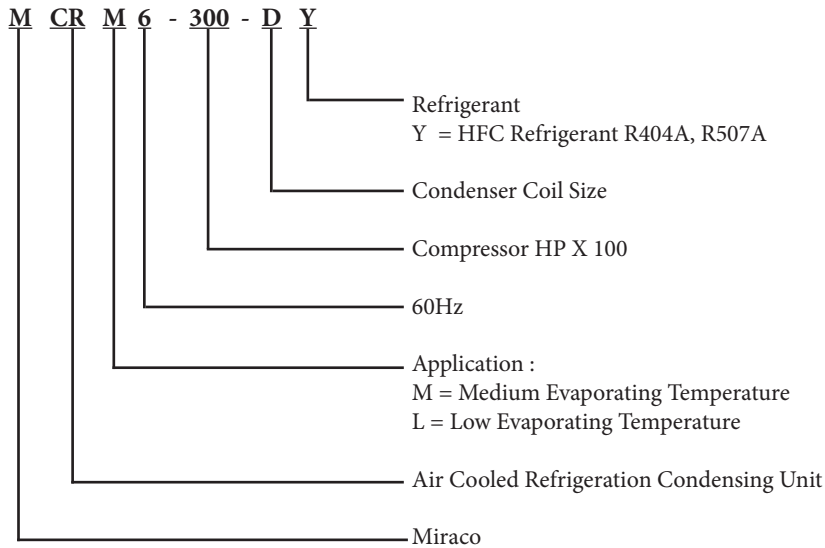 M CR M 6 - 300 - D Y
Refrigerant
Y = HFC Refrigerant R404A, R507A
Condenser Coil Size
Compressor HP X 100
60Hz
Application :
M = Medium Evaporating Temperature
L = Low Evaporating Temperature
Air Cooled Refrigeration Condensing Unit
Miraco